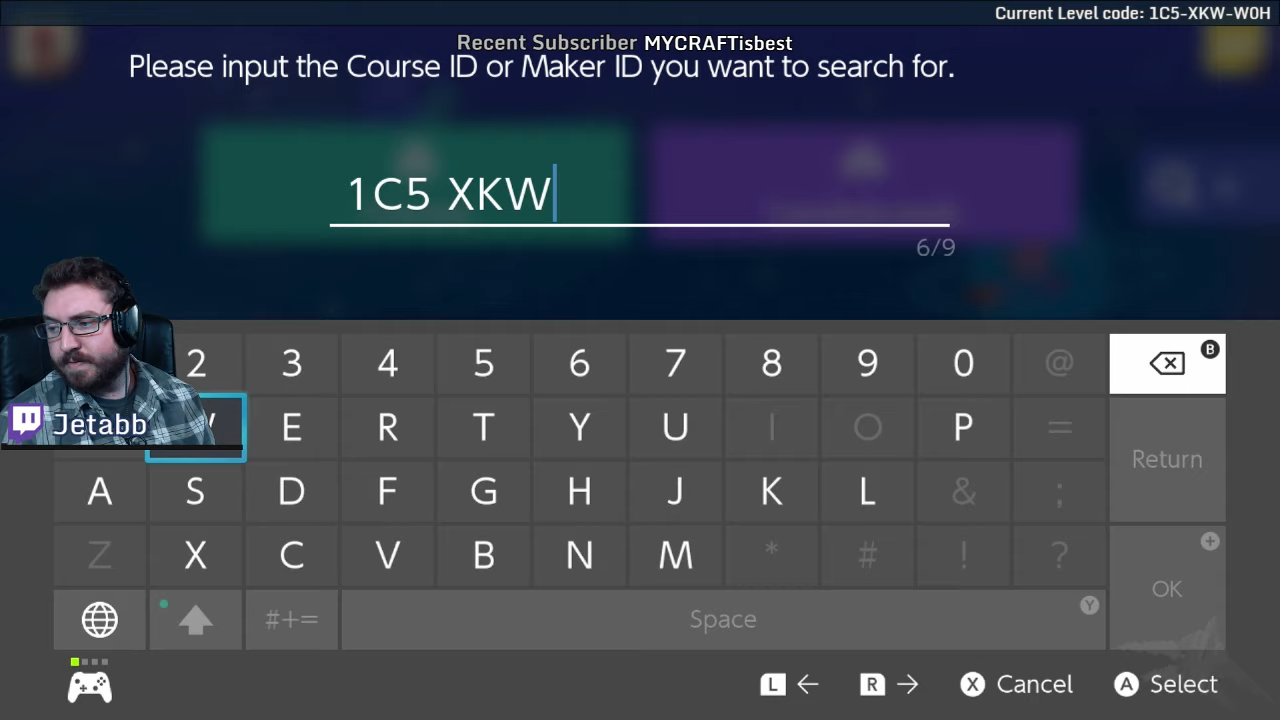 Current Level code: 1C5-XKW-W0H
Recent Subscriber MYCRAFTisbest
Please input the Course ID or Maker ID you want to search for.
1C5 XKW
6/9
2 3 4 5 6 7 8 9 0 @ B
E R T Y U I O P = Return
Jetabb
A S D F G H J K L & ;
Z X C V B N M * # ! ? + OK
#+= Space Y
L ← R → X Cancel A Select